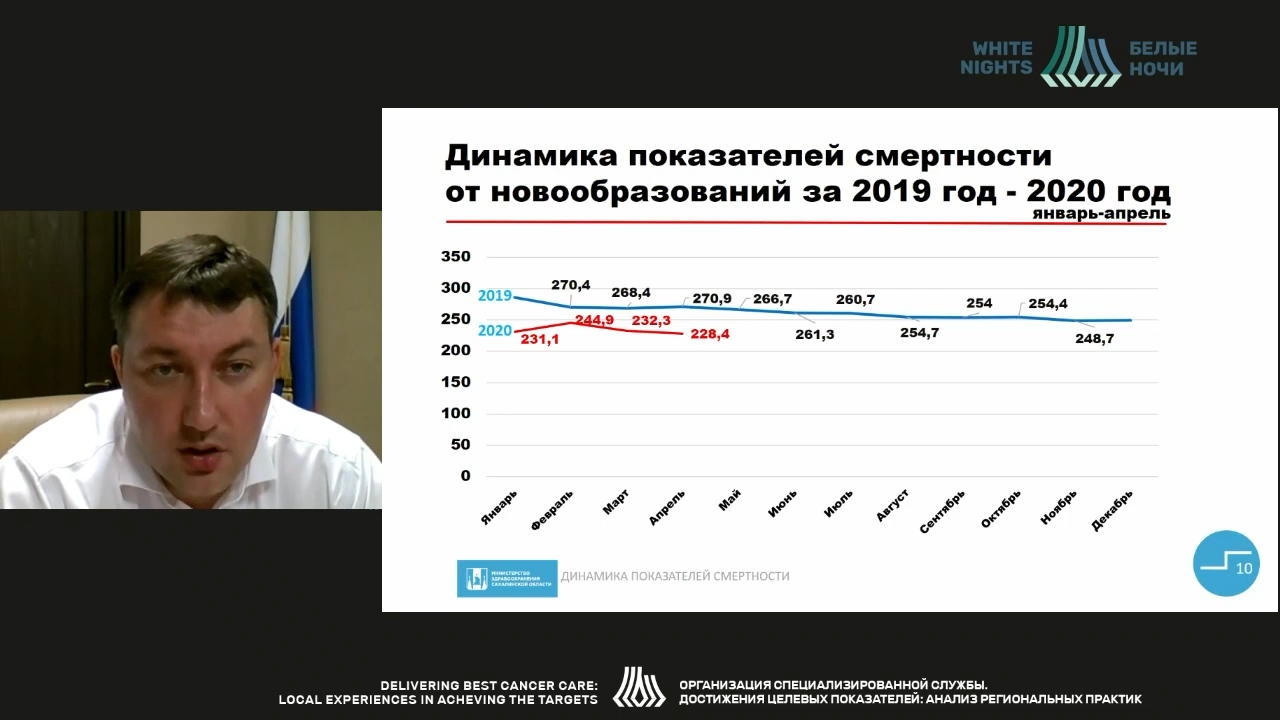 WHITE
NIGHTS
БЕЛЫЕ
НОЧИ
Динамика показателей смертности
от новообразований за 2019 год - 2020 год
январь-апрель
350
300
250
200
150
100
50
0
2019
270,4
268,4
270,9
266,7
261,3
260,7
254,7
254
254,4
248,7
2020
231,1
244,9
232,3
228,4
Январь
Февраль
Март
Апрель
Май
Июнь
Июль
Август
Сентябрь
Октябрь
Ноябрь
Декабрь
МИНИСТЕРСТВО
ЗДРАВООХРАНЕНИЯ
САХАЛИНСКОЙ ОБЛАСТИ
ДИНАМИКА ПОКАЗАТЕЛЕЙ СМЕРТНОСТИ
10
DELIVERING BEST CANCER CARE:
LOCAL EXPERIENCES IN ACHEVING THE TARGETS
ОРГАНИЗАЦИЯ СПЕЦИАЛИЗИРОВАННОЙ СЛУЖБЫ.
ДОСТИЖЕНИЯ ЦЕЛЕВЫХ ПОКАЗАТЕЛЕЙ: АНАЛИЗ РЕГИОНАЛЬНЫХ ПРАКТИК